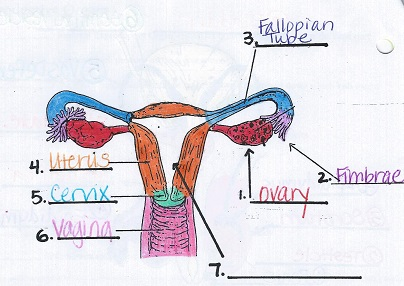 3. Fallopian
Tube
4. Uterus
5. Cervix
6. Vagina
1. Ovary
2. Fimbrae
7.